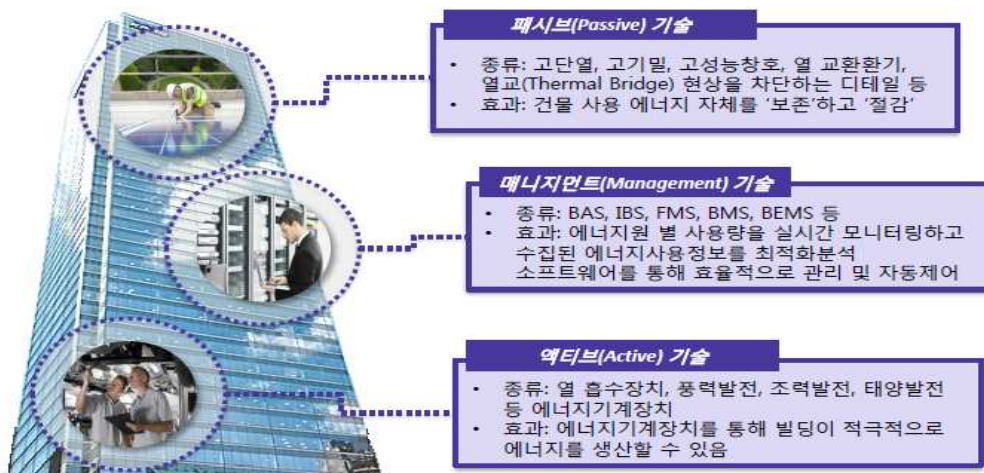 패시브(Passive) 기술
• 종류: 고단열, 고기밀, 고성능창호, 열 교환환기,
열교(Thermal Bridge) 현상을 차단하는 디테일 등
• 효과: 건물 사용 에너지 자체를 '보존'하고 '절감'
매니지먼트(Management) 기술
• 종류: BAS, IBS, FMS, BMS, BEMS 등
• 효과: 에너지원 별 사용량을 실시간 모니터링하고
수집된 에너지사용정보를 최적화분석
소프트웨어를 통해 효율적으로 관리 및 자동제어
액티브(Active) 기술
• 종류: 열 흡수장치, 풍력발전, 조력발전, 태양발전
등 에너지기계장치
• 효과: 에너지기계장치를 통해 빌딩이 적극적으로
에너지를 생산할 수 있음